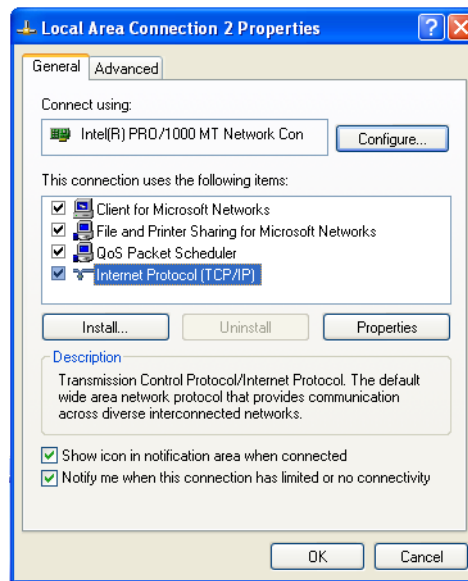 Local Area Connection 2 Properties
General Advanced
Connect using:
Intel(R) PRO/1000 MT Network Con
Configure...
This connection uses the following items:
Client for Microsoft Networks
File and Printer Sharing for Microsoft Networks
QoS Packet Scheduler
Internet Protocol (TCP/IP)
Install... Uninstall Properties
Description
Transmission Control Protocol/Internet Protocol. The default
wide area network protocol that provides communication
across diverse interconnected networks.
Show icon in notification area when connected
Notify me when this connection has limited or no connectivity
OK Cancel